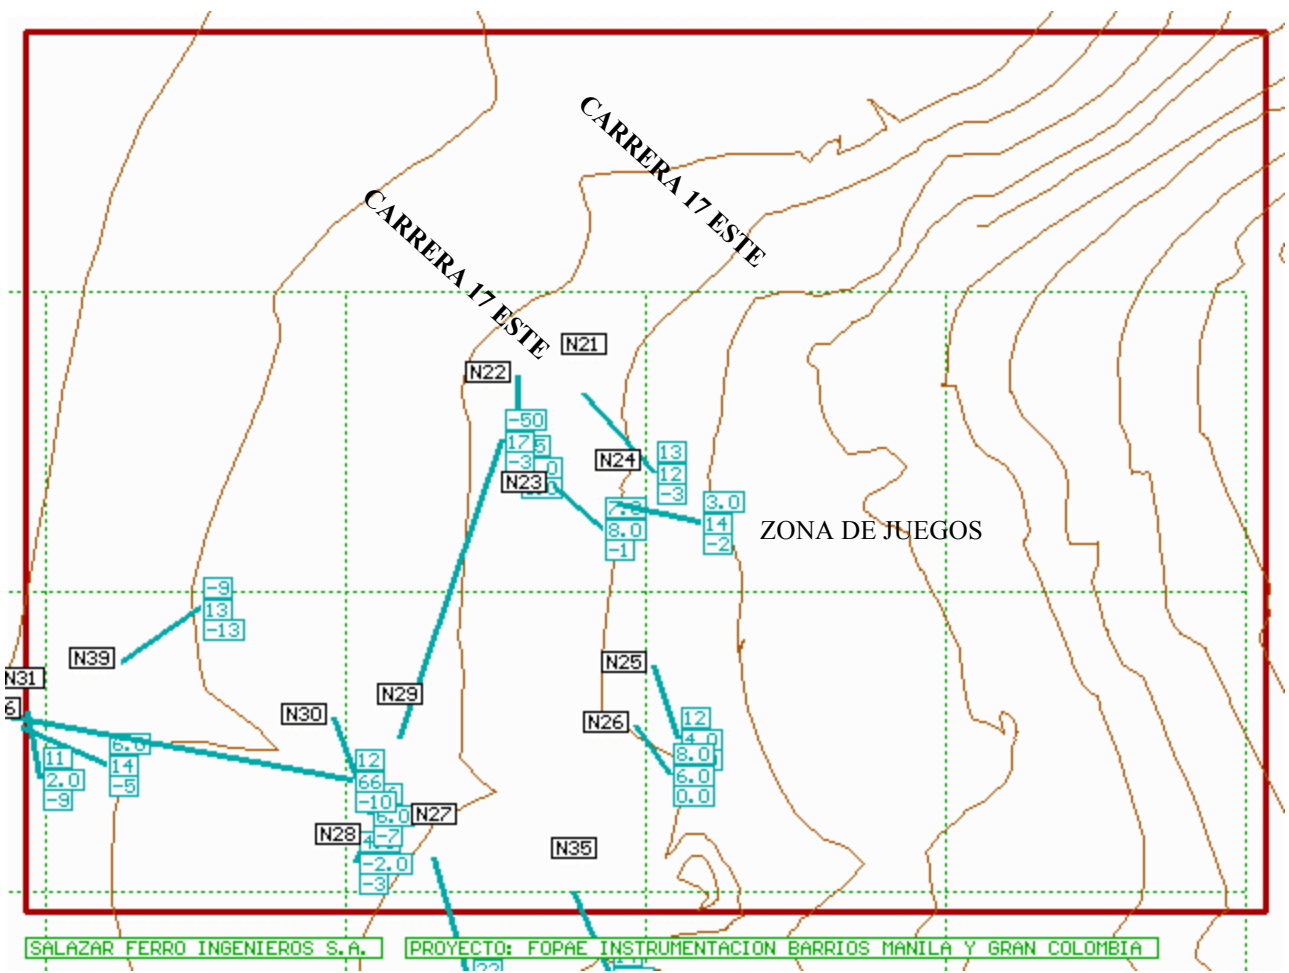 CARRERA 17 ESTE
CARRERA 17 ESTE
N21
N22
-50
17
-3
N23
N24
13
12
-3
7.0
8.0
-1
3.0
14
-2
ZONA DE JUEGOS
-9
13
-13
N39
N31
6
N29
N30
N25
N26
12
4.0
8.0
6.0
0.0
6.0
14
-5
11
2.0
-9
12
66
-10
6.0
-7
N27
N28
-2.0
-3
N35
SALAZAR FERRO INGENIEROS S.A.
PROYECTO: FOPAE INSTRUMENTACION BARRIOS MANILA Y GRAN COLOMBIA